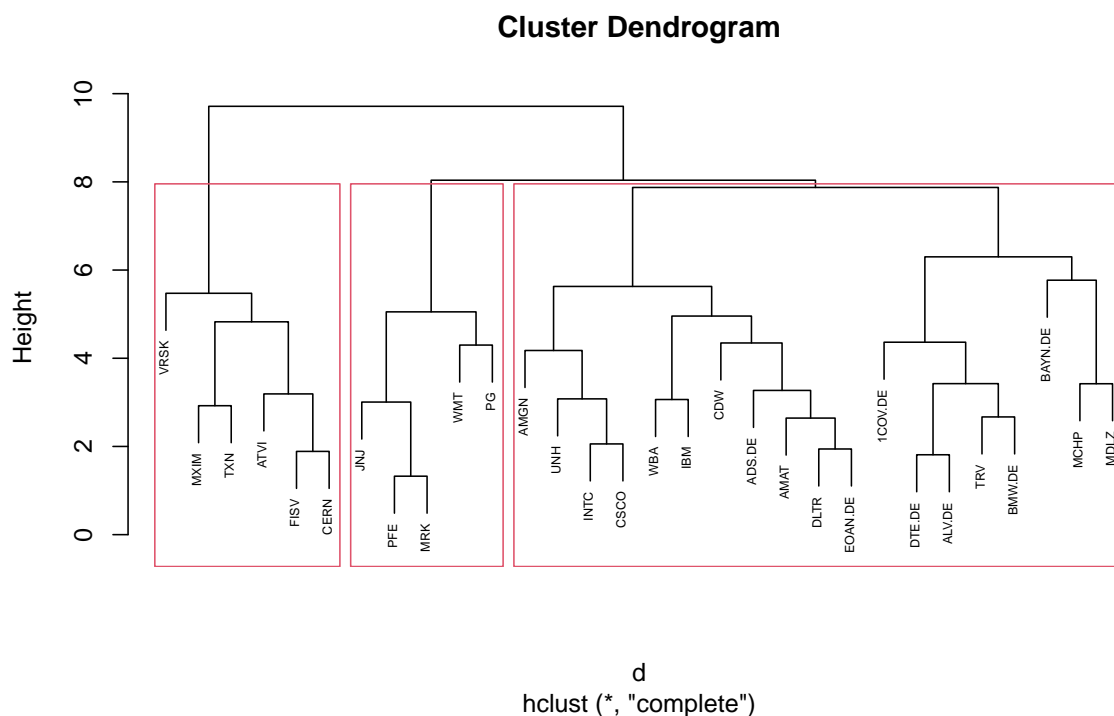 Cluster Dendrogram
Height
10
8
6
4
2
0
VRSK
MXIM
TXN
ATVI
FISV
CERN
JNJ
PFE
MRK
WMT
PG
AMGN
UNH
INTC
CSCO
WBA
IBM
CDW
ADS.DE
AMAT
DLTR
EOAN.DE
1COV.DE
DTE.DE
ALV.DE
TRV
BMW.DE
BAYN.DE
MCHP
MDLZ
d
hclust (*, "complete")